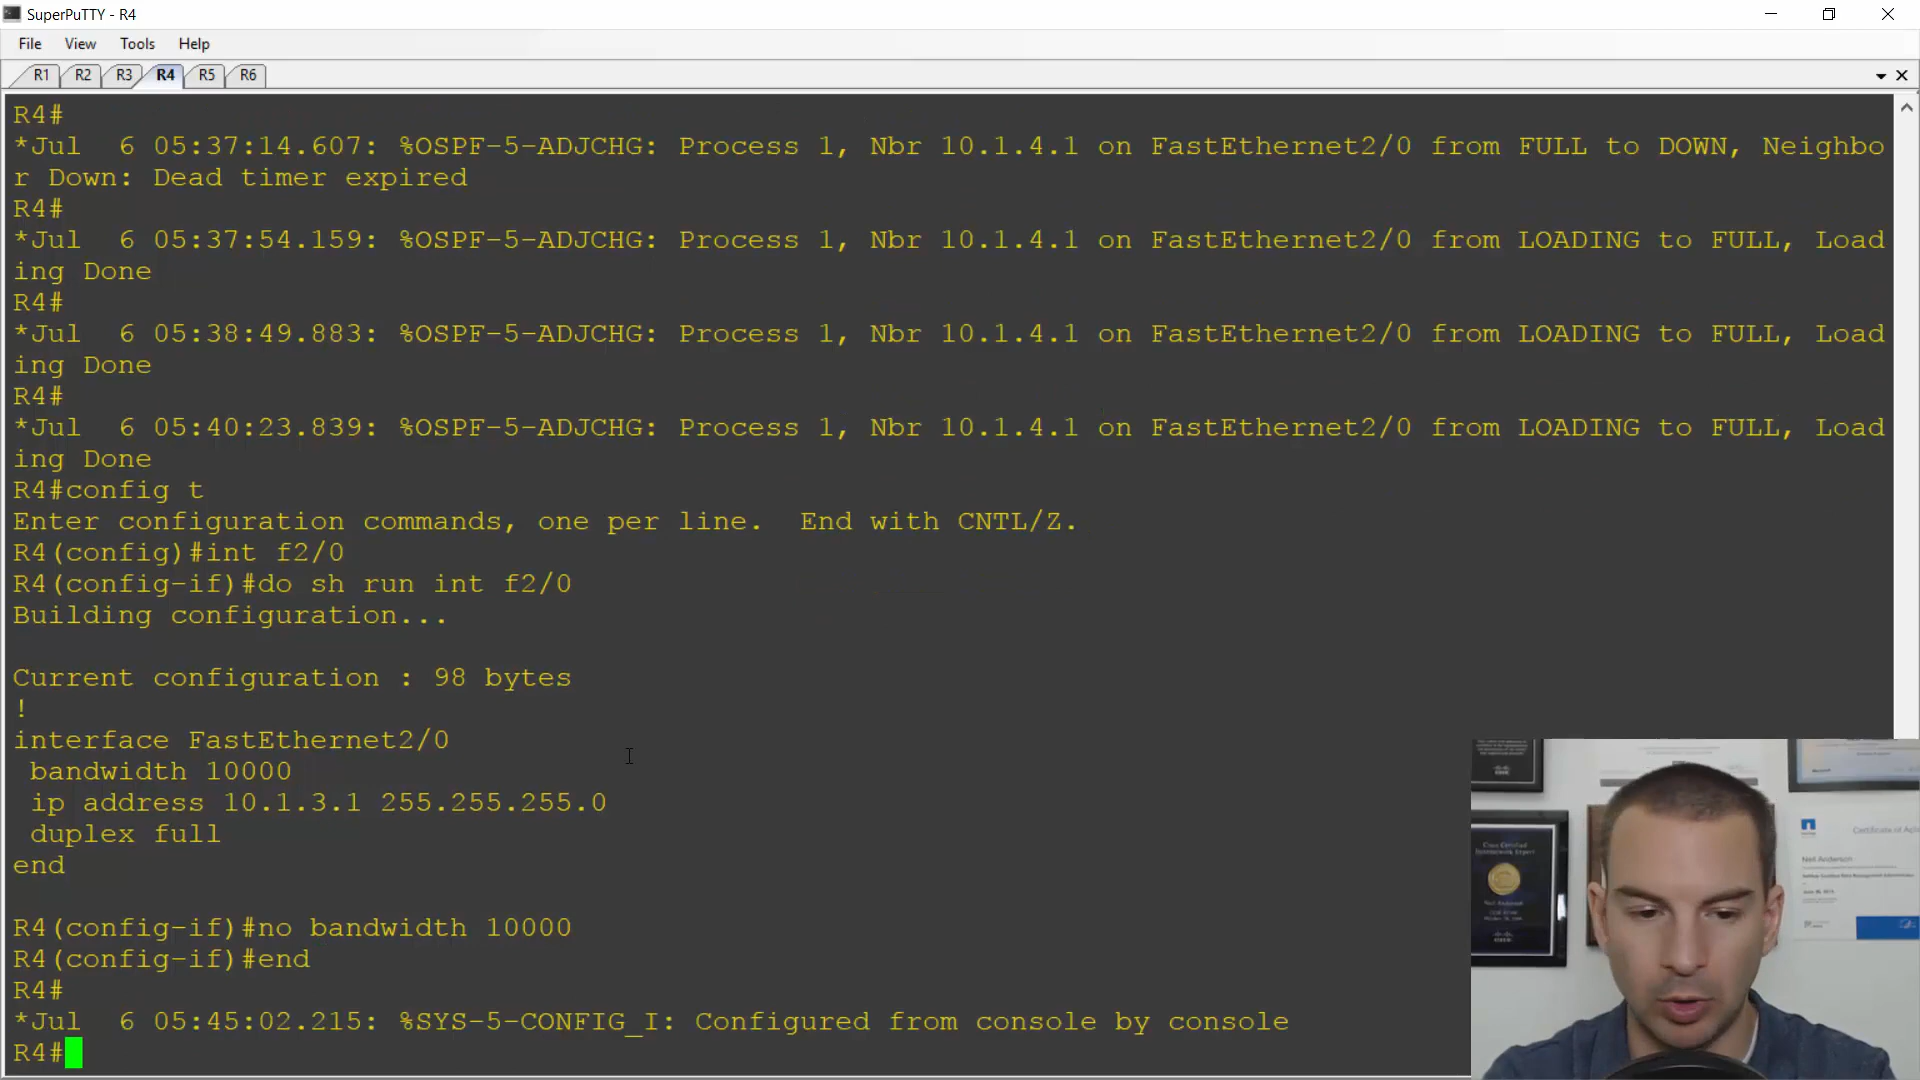 SuperPuTTY - R4
File View Tools Help
R1 R2 R3 R4 R5 R6
R4#
*Jul  6 05:37:14.607: %OSPF-5-ADJCHG: Process 1, Nbr 10.1.4.1 on FastEthernet2/0 from FULL to DOWN, Neighbo
r Down: Dead timer expired
R4#
*Jul  6 05:37:54.159: %OSPF-5-ADJCHG: Process 1, Nbr 10.1.4.1 on FastEthernet2/0 from LOADING to FULL, Load
ing Done
R4#
*Jul  6 05:38:49.883: %OSPF-5-ADJCHG: Process 1, Nbr 10.1.4.1 on FastEthernet2/0 from LOADING to FULL, Load
ing Done
R4#
*Jul  6 05:40:23.839: %OSPF-5-ADJCHG: Process 1, Nbr 10.1.4.1 on FastEthernet2/0 from LOADING to FULL, Load
ing Done
R4#config t
Enter configuration commands, one per line.  End with CNTL/Z.
R4(config)#int f2/0
R4(config-if)#do sh run int f2/0
Building configuration...
Current configuration : 98 bytes
!
interface FastEthernet2/0
 bandwidth 10000
 ip address 10.1.3.1 255.255.255.0
 duplex full
end
R4(config-if)#no bandwidth 10000
R4(config-if)#end
R4#
*Jul  6 05:45:02.215: %SYS-5-CONFIG_I: Configured from console by console
R4#
Neil Anderson